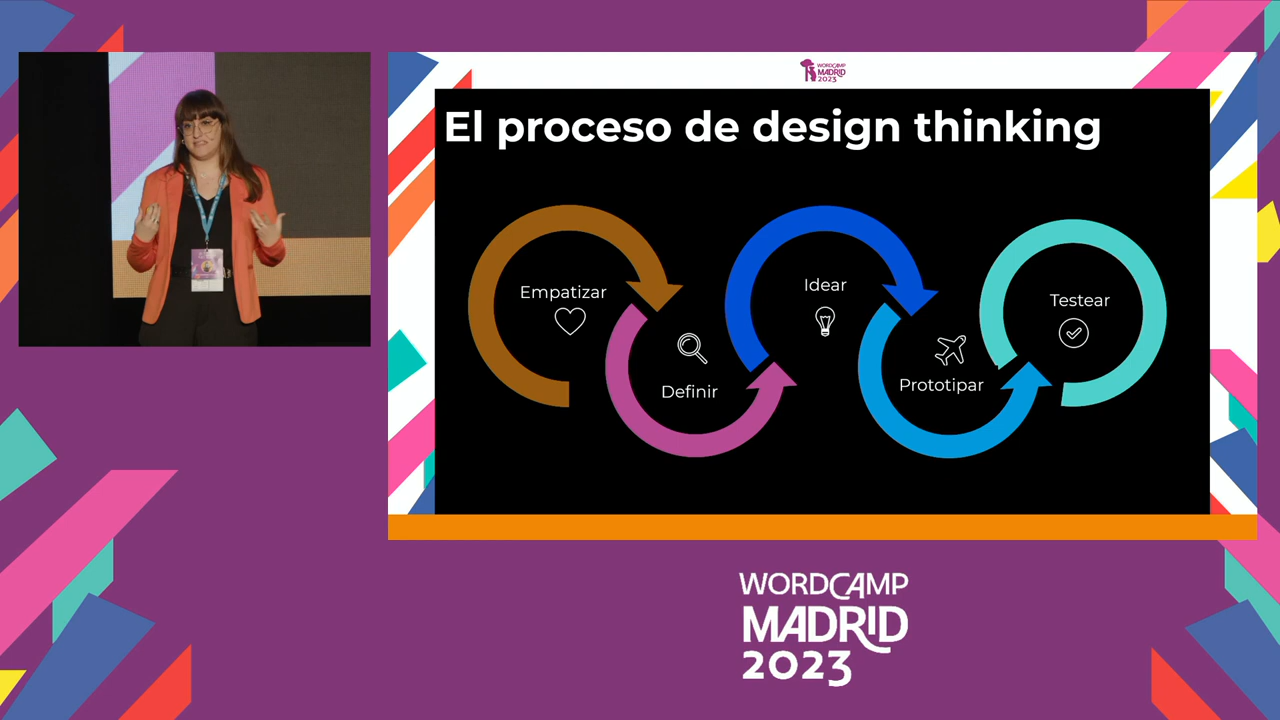 WORDCAMP
MADRID
2023
El proceso de design thinking
Empatizar
Definir
Idear
Prototipar
Testear
WORDCAMP
MADRID
2023